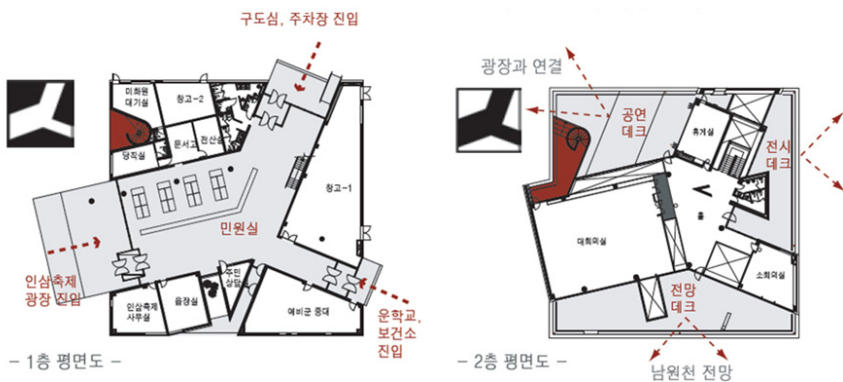 구도심, 주차장 진입
미화원
대기실
창고-2
당직실
문서고
전산실
창고-1
민원실
인삼축제
광장 진입
인삼축제
사무실
읍장실
주민
상담
예비군 중대
운학교,
보건소
진입
- 1층 평면도 -
광장과 연결
공연
데크
휴게실
전시
데크
홀
대회의실
소회의실
전망
데크
- 2층 평면도 -
남원천 전망